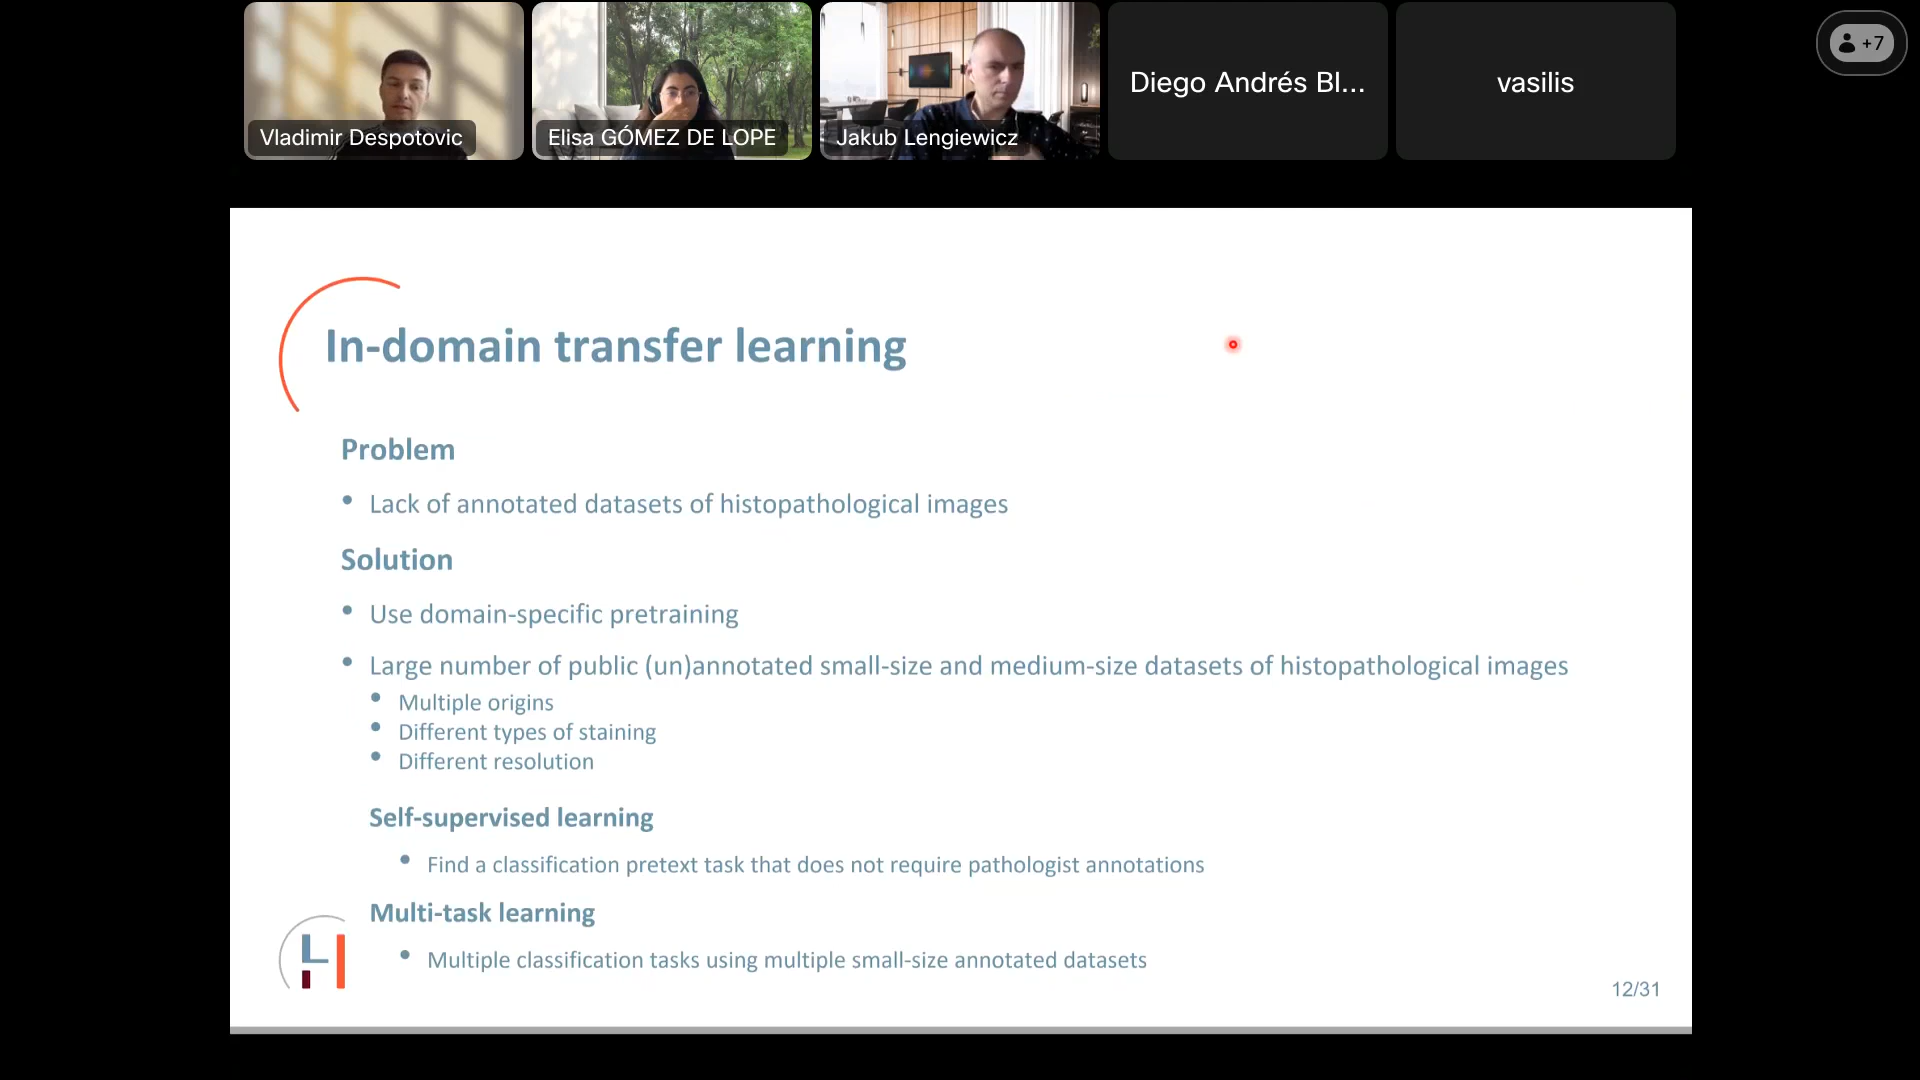 Vladimir Despotovic
Elisa GÓMEZ DE LOPE
Jakub Lengiewicz
Diego Andrés Bl...
vasilis
+7
In-domain transfer learning
Problem
• Lack of annotated datasets of histopathological images
Solution
• Use domain-specific pretraining
• Large number of public (un)annotated small-size and medium-size datasets of histopathological images
• Multiple origins
• Different types of staining
• Different resolution
Self-supervised learning
• Find a classification pretext task that does not require pathologist annotations
Multi-task learning
• Multiple classification tasks using multiple small-size annotated datasets
12/31